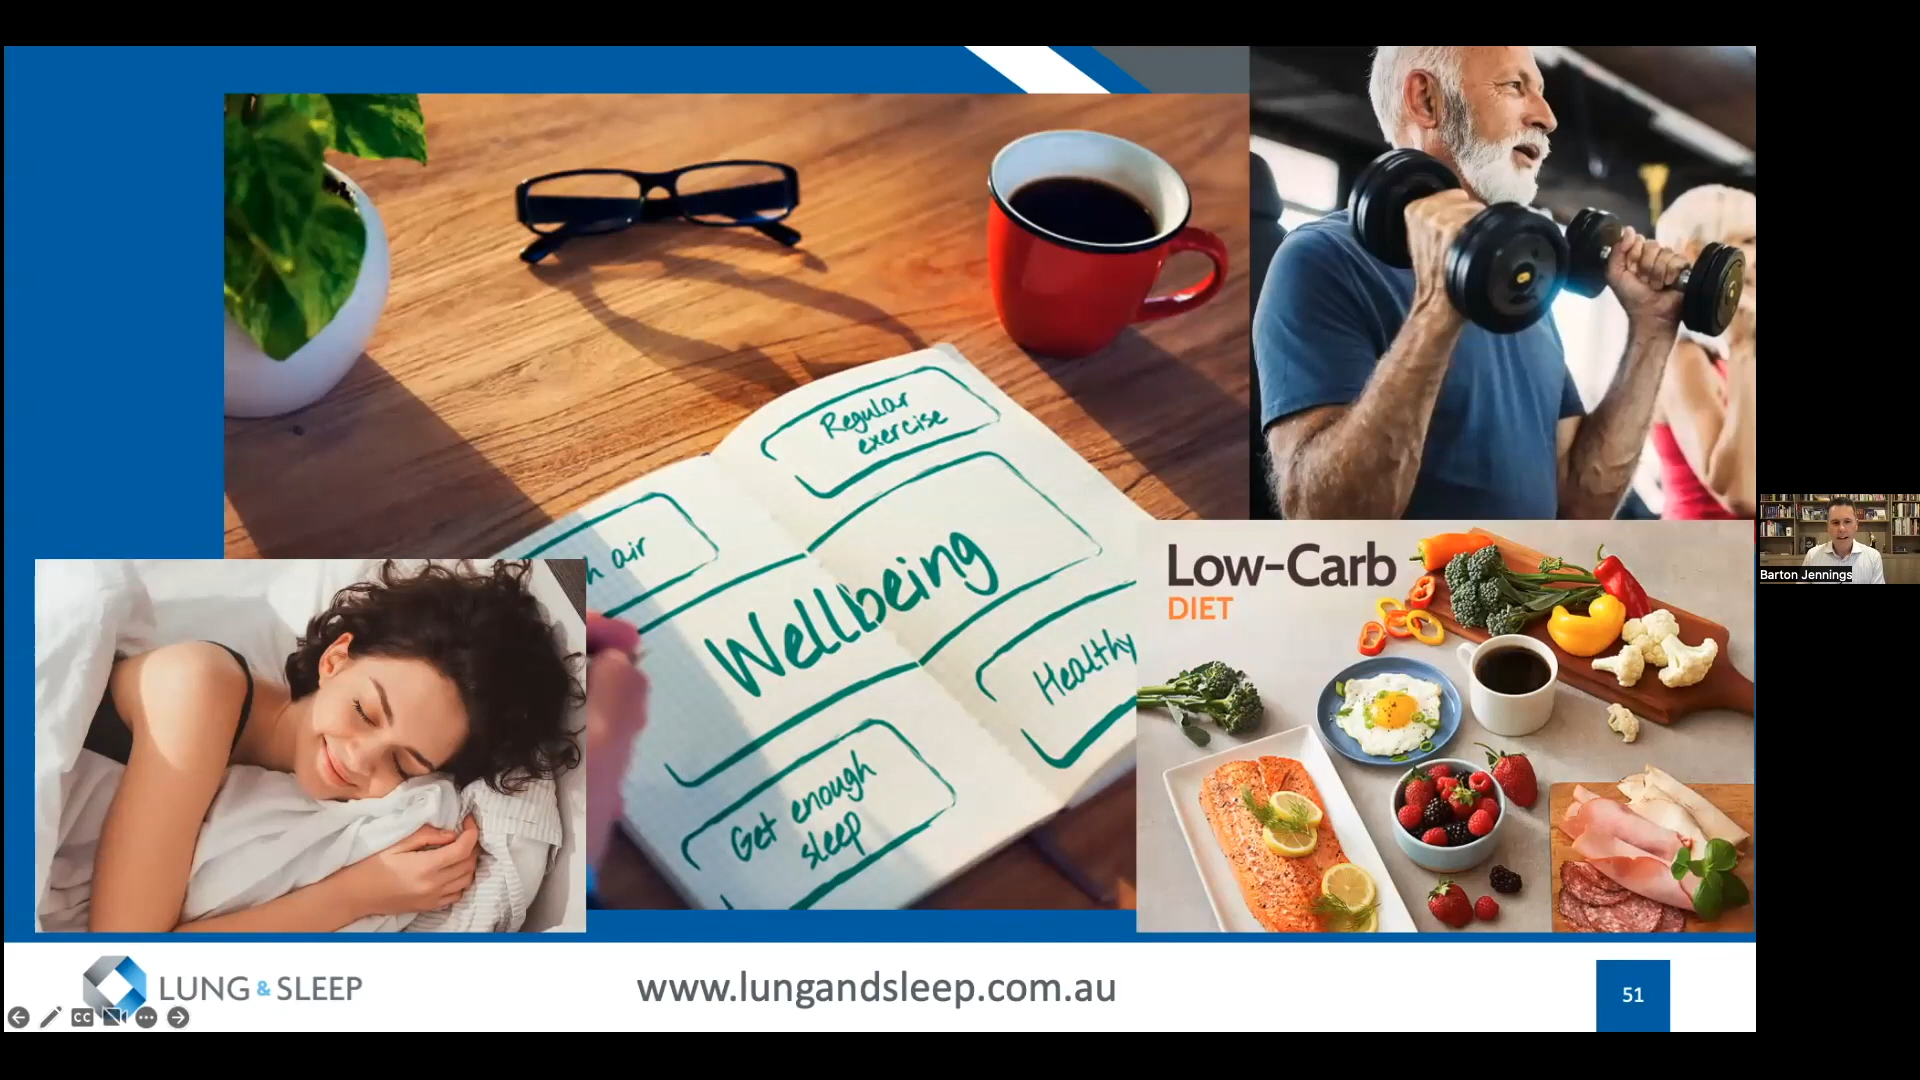 Regular
exercise
h air
Wellbeing
Healthy
Get enough
sleep
Low-Carb
DIET
Barton Jennings
LUNG & SLEEP
www.lungandsleep.com.au
51
CC